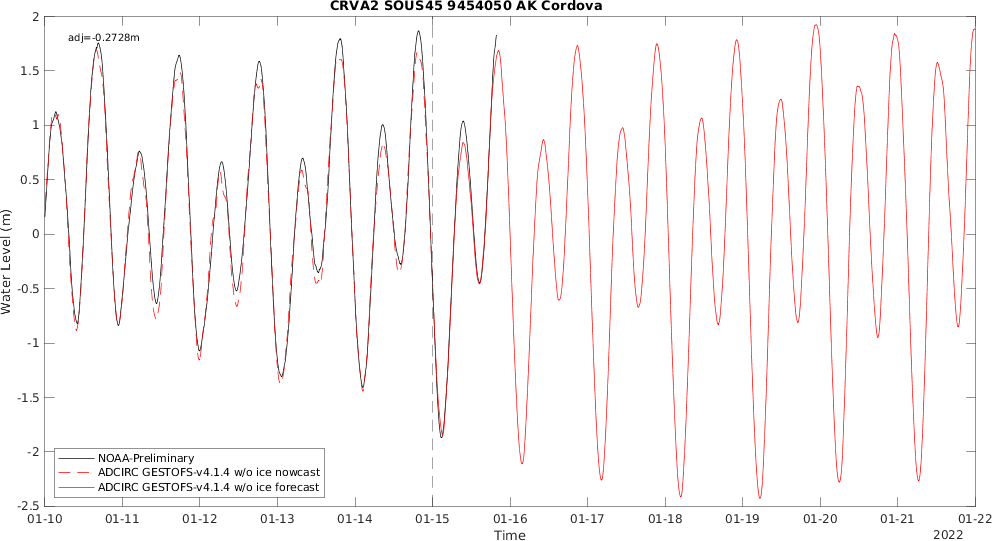 CRVA2 SOUS45 9454050 AK Cordova
adj=-0.2728m
2
1.5
1
0.5
0
-0.5
-1
-1.5
-2
-2.5
Water Level (m)
NOAA-Preliminary
ADCIRC GESTOFS-v4.1.4 w/o ice nowcast
ADCIRC GESTOFS-v4.1.4 w/o ice forecast
01-10 01-11 01-12 01-13 01-14 01-15 01-16 01-17 01-18 01-19 01-20 01-21 01-22
Time
2022